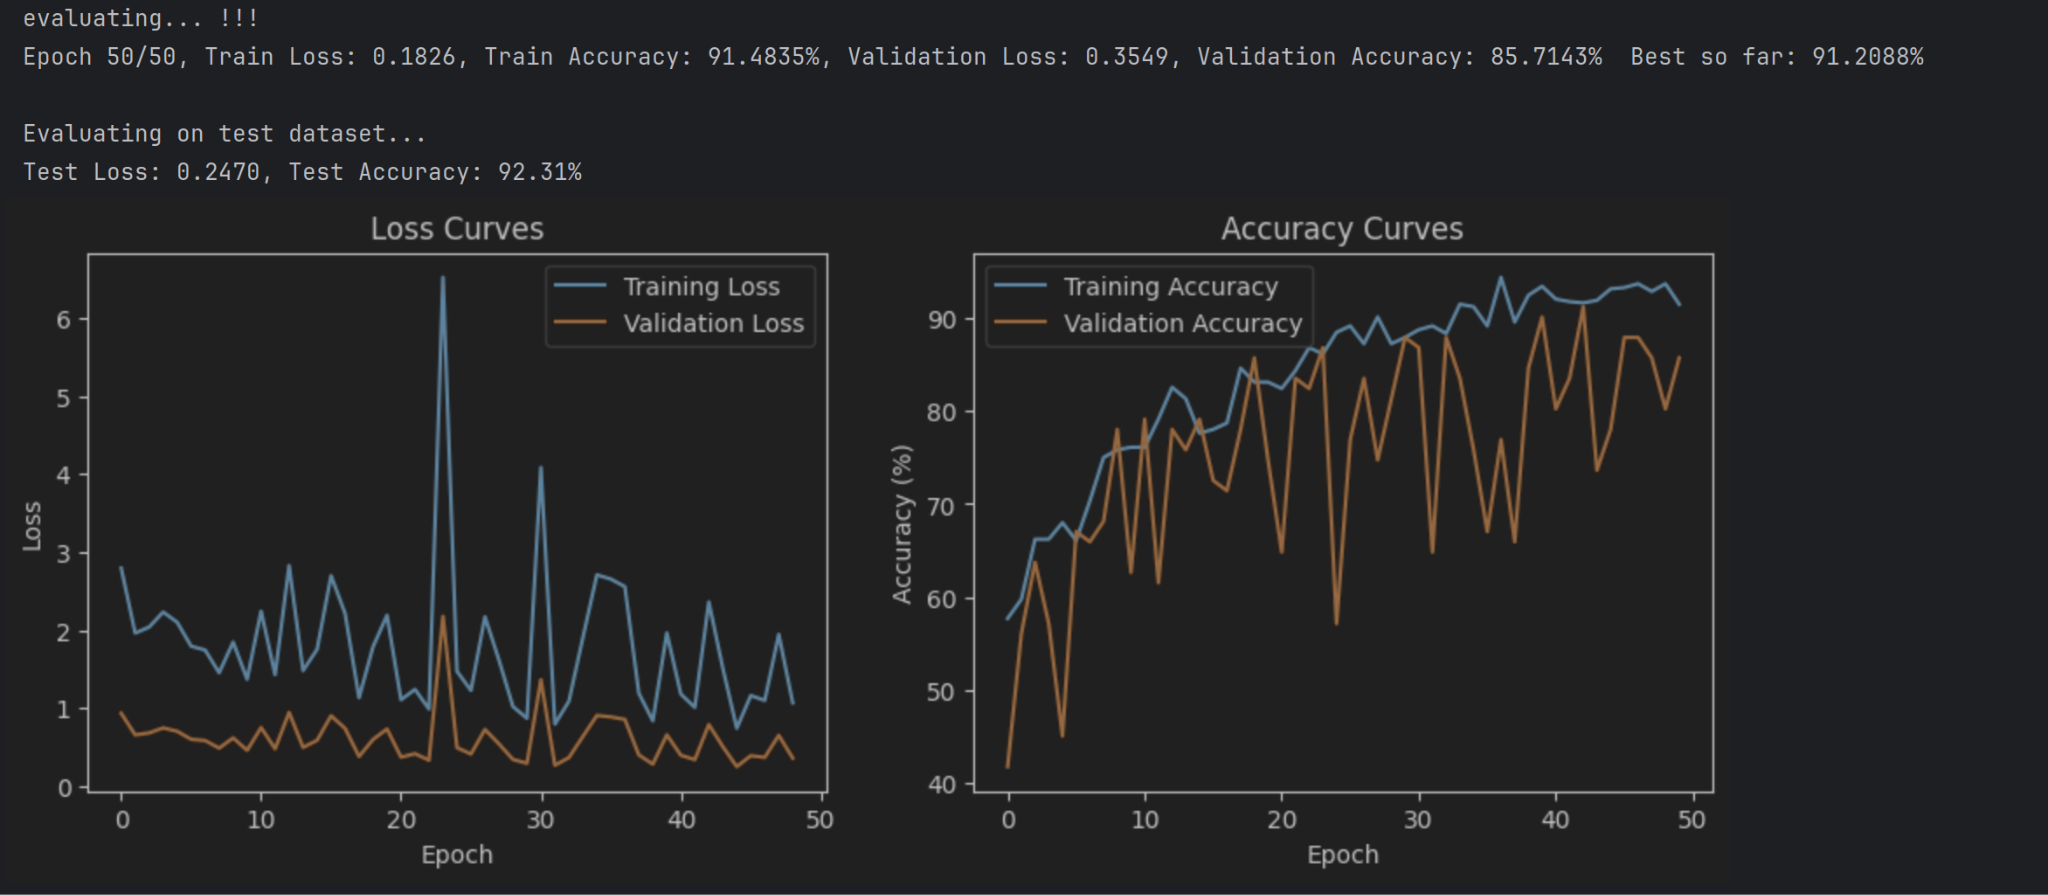 evaluating... !!!
Epoch 50/50, Train Loss: 0.1826, Train Accuracy: 91.4835%, Validation Loss: 0.3549, Validation Accuracy: 85.7143%  Best so far: 91.2088%
Evaluating on test dataset...
Test Loss: 0.2470, Test Accuracy: 92.31%
Loss Curves
Training Loss
Validation Loss
6
5
4
3
2
1
0
Loss
0 10 20 30 40 50
Epoch
Accuracy Curves
Training Accuracy
Validation Accuracy
90
80
70
60
50
40
Accuracy (%)
0 10 20 30 40 50
Epoch